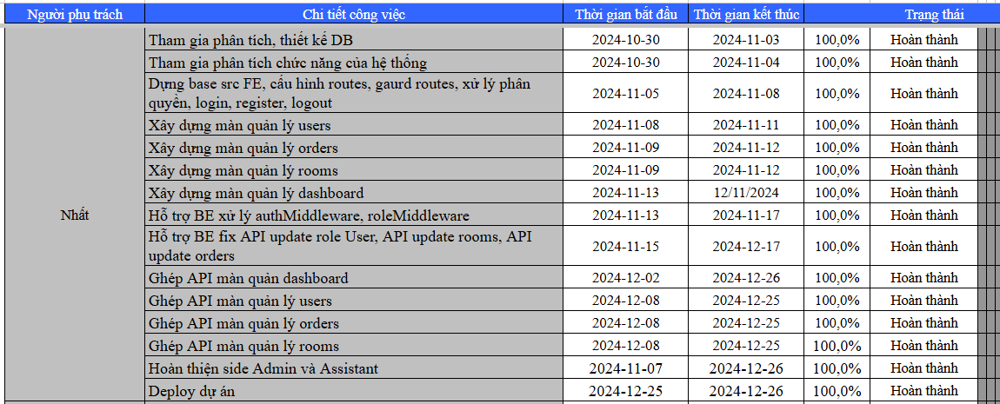 Người phụ trách Chi tiết công việc Thời gian bắt đầu Thời gian kết thúc Trạng thái
Tham gia phân tích, thiết kế DB 2024-10-30 2024-11-03 100,0% Hoàn thành
Tham gia phân tích chức năng của hệ thống 2024-10-30 2024-11-04 100,0% Hoàn thành
Dựng base src FE, cấu hình routes, gaurd routes, xử lý phân
quyền, login, register, logout 2024-11-05 2024-11-08 100,0% Hoàn thành
Xây dựng màn quản lý users 2024-11-08 2024-11-11 100,0% Hoàn thành
Xây dựng màn quản lý orders 2024-11-09 2024-11-12 100,0% Hoàn thành
Xây dựng màn quản lý rooms 2024-11-09 2024-11-12 100,0% Hoàn thành
Xây dựng màn quản lý dashboard 2024-11-13 12/11/2024 100,0% Hoàn thành
Nhất Hỗ trợ BE xử lý authMiddleware, roleMiddleware 2024-11-13 2024-11-17 100,0% Hoàn thành
Hỗ trợ BE fix API update role User, API update rooms, API
update orders 2024-11-15 2024-12-17 100,0% Hoàn thành
Ghép API màn quản dashboard 2024-12-02 2024-12-26 100,0% Hoàn thành
Ghép API màn quản lý users 2024-12-08 2024-12-25 100,0% Hoàn thành
Ghép API màn quản lý orders 2024-12-08 2024-12-25 100,0% Hoàn thành
Ghép API màn quản lý rooms 2024-12-08 2024-12-25 100,0% Hoàn thành
Hoàn thiện side Admin và Assistant 2024-11-07 2024-12-26 100,0% Hoàn thành
Deploy dự án 2024-12-25 2024-12-26 100,0% Hoàn thành